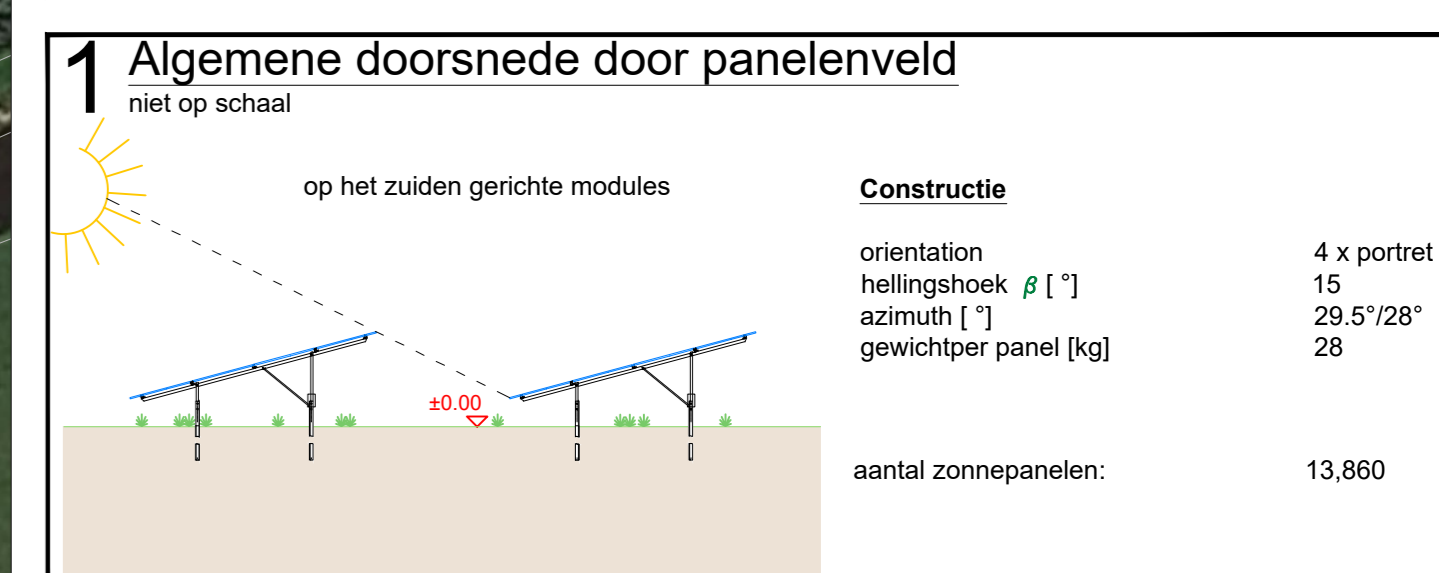 1 Algemene doorsnede door panelenveld
niet op schaal
op het zuiden gerichte modules
Constructie
orientation 4 x portret
hellingshoek β [ °] 15
azimuth [ °] 29.5°/28°
gewichtper panel [kg] 28
±0.00
aantal zonnepanelen: 13,860